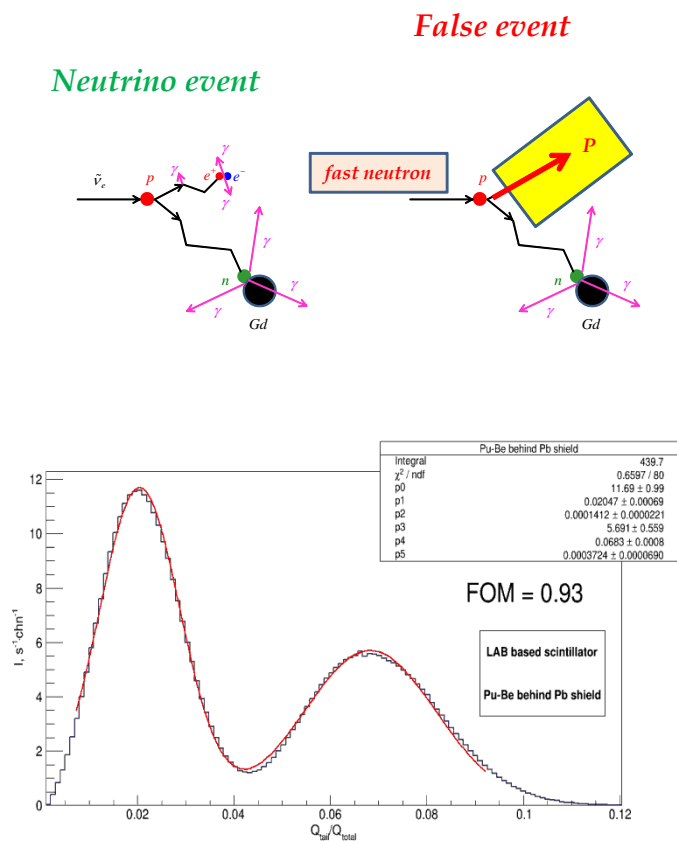 False event
Neutrino event
γ
γ
e⁺
e⁻
γ
ν̃ₑ
p
γ
n
γ
γ
Gd
fast neutron
P
p
γ
n
γ
γ
Gd
Pu-Be behind Pb shield
Integral 439.7
χ² / ndf 0.6597 / 80
p0 11.69 ± 0.99
p1 0.02047 ± 0.00069
p2 0.0001412 ± 0.0000221
p3 5.691 ± 0.559
p4 0.0683 ± 0.0008
p5 0.0003724 ± 0.0000690
FOM = 0.93
LAB based scintillator
Pu-Be behind Pb shield
I, s⁻¹·chn⁻¹
12
10
8
6
4
2
0
0.02 0.04 0.06 0.08 0.1 0.12
Q_tail/Q_total